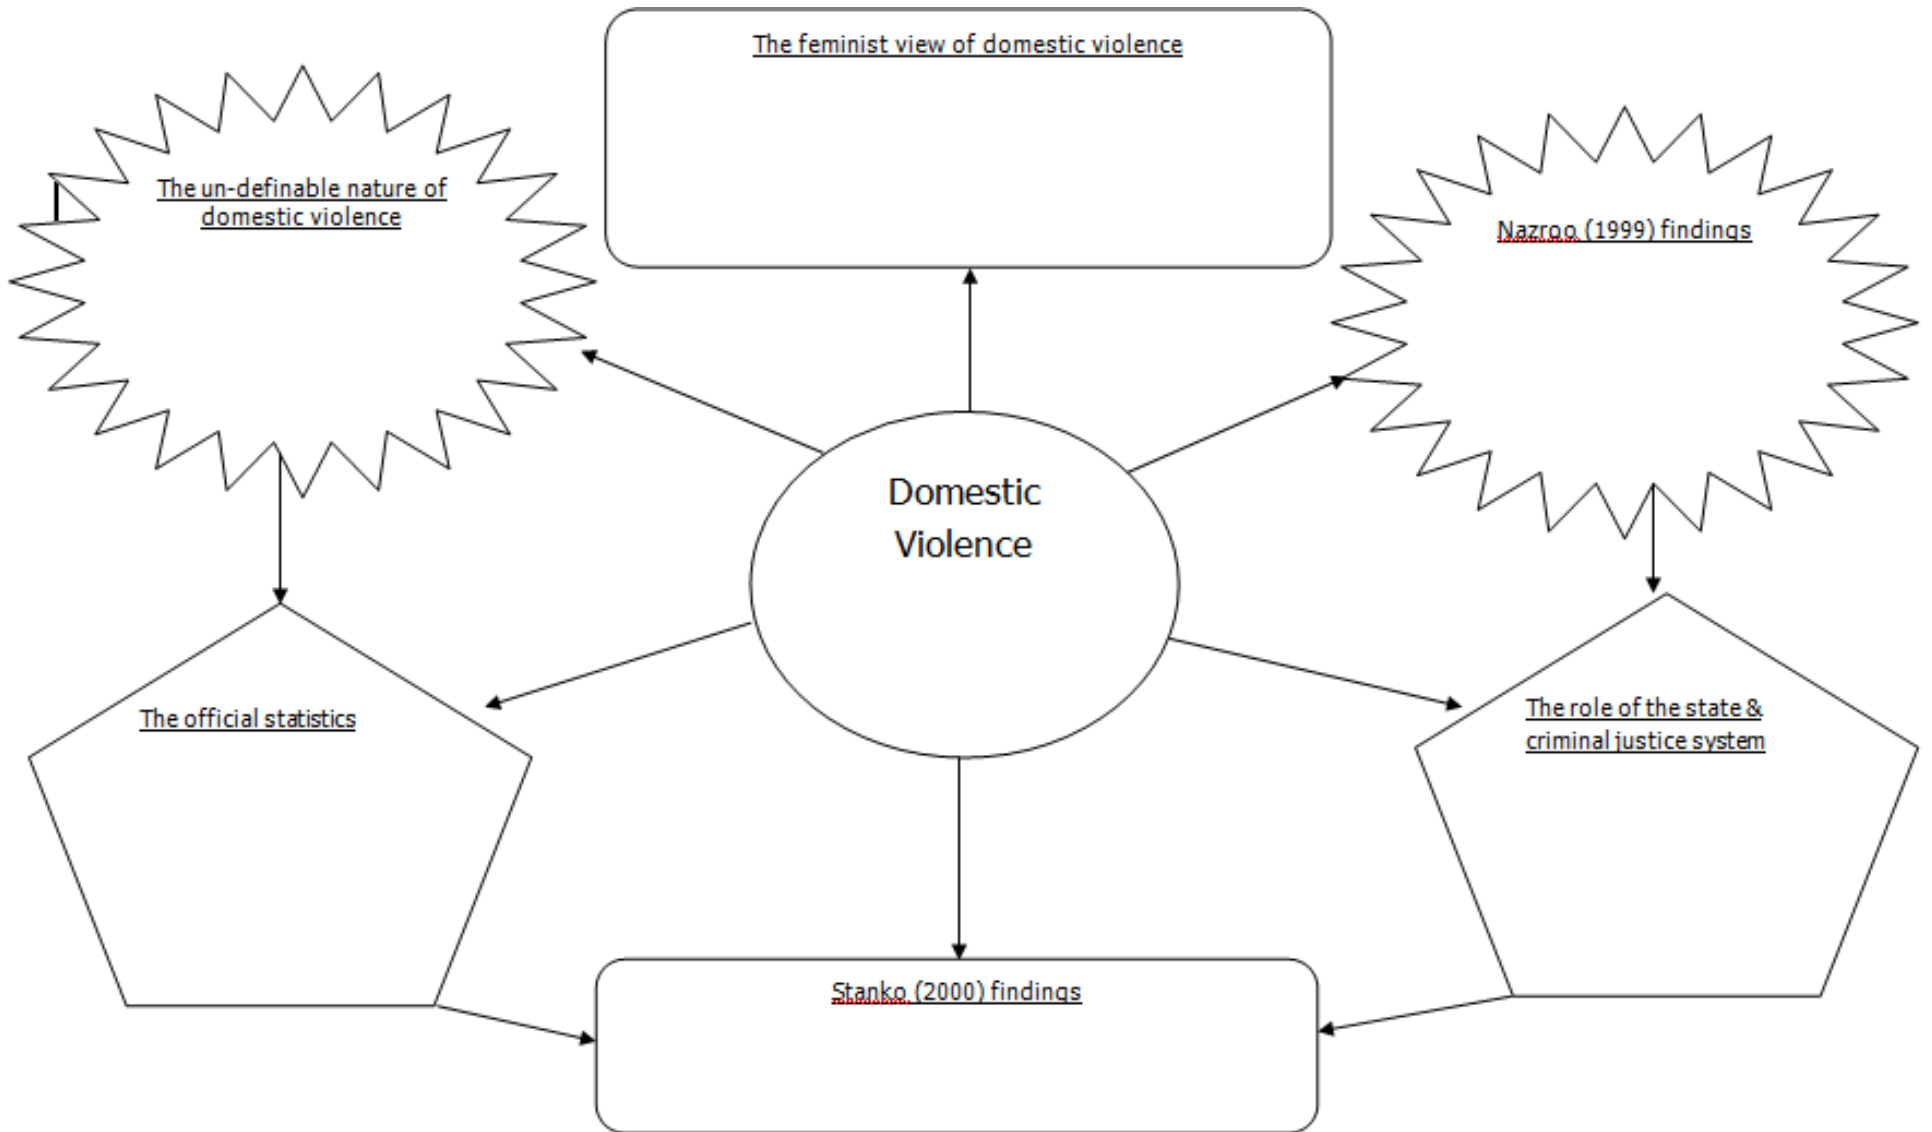 The feminist view of domestic violence
The un-definable nature of
domestic violence
Nazroo (1999) findings
Domestic
Violence
The official statistics
The role of the state &
criminal justice system
Stanko (2000) findings